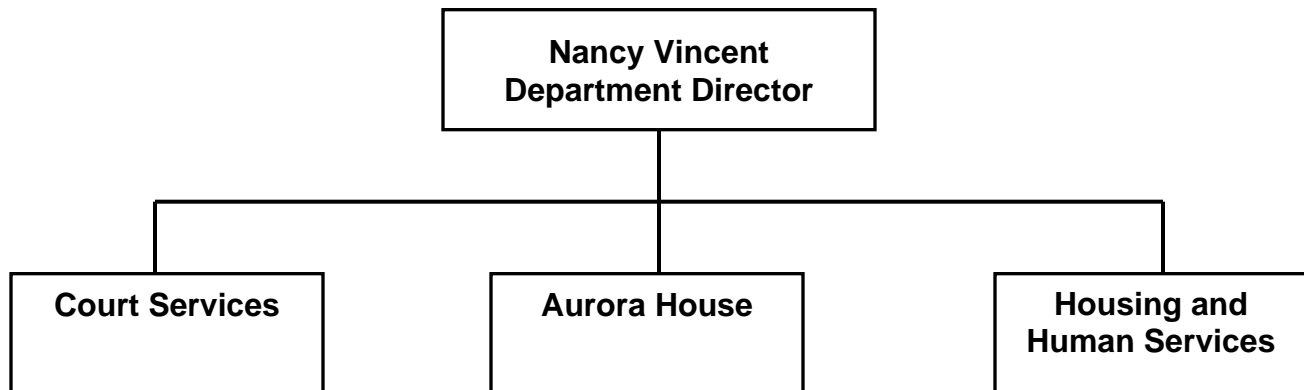 Nancy Vincent
Department Director
Court Services
Aurora House
Housing and
Human Services